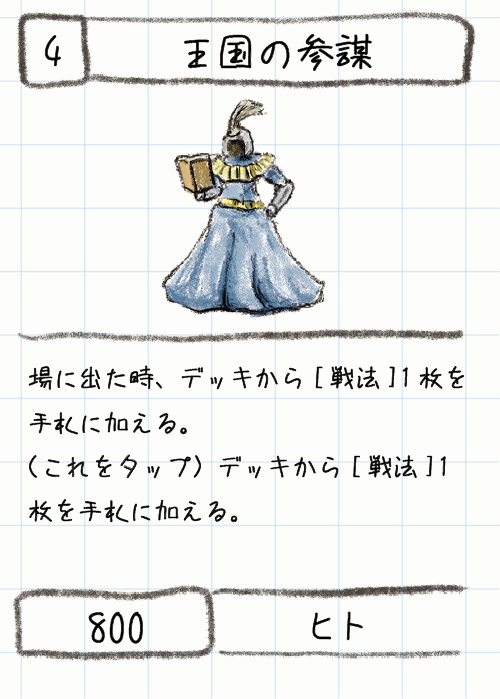 4
王国の参謀
場に出た時、デッキから[戦法]1枚を
手札に加える。
(これをタップ) デッキから[戦法]1
枚を手札に加える。
800
ヒト